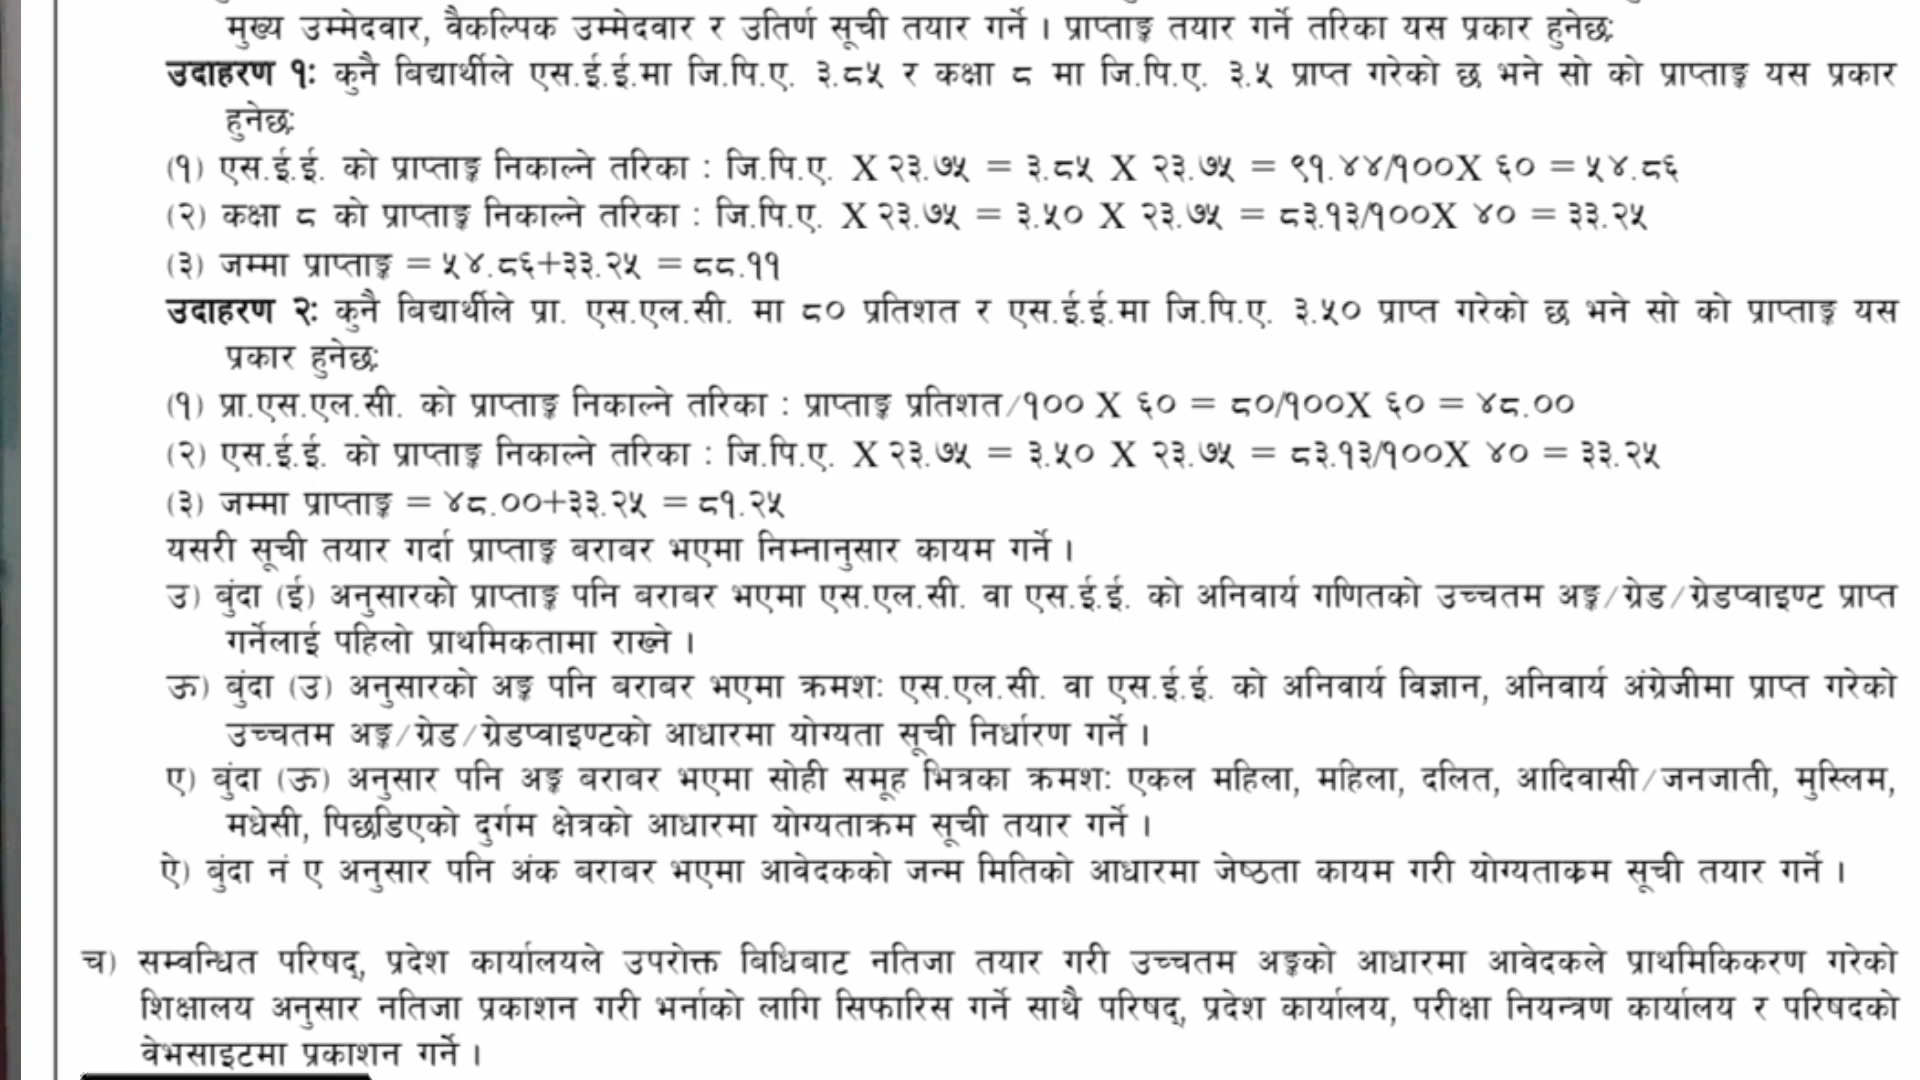 मुख्य उम्मेदवार, वैकल्पिक उम्मेदवार र उतिर्ण सूची तयार गर्ने । प्राप्ताङ्क तयार गर्ने तरिका यस प्रकार हुनेछ:
उदाहरण १: कुनै बिद्यार्थीले एस.ई.ई.मा जि.पि.ए. ३.८५ र कक्षा ८ मा जि.पि.ए. ३.५ प्राप्त गरेको छ भने सो को प्राप्ताङ्क यस प्रकार
हुनेछ:
(१) एस.ई.ई. को प्राप्ताङ्क निकाल्ने तरिका : जि.पि.ए. X २३.७५ = ३.८५ X २३.७५ = ९१.४४/१००X ६० = ५४.८६
(२) कक्षा ८ को प्राप्ताङ्क निकाल्ने तरिका : जि.पि.ए. X २३.७५ = ३.५० X २३.७५ = ८३.१३/१००X ४० = ३३.२५
(३) जम्मा प्राप्ताङ्क = ५४.८६+३३.२५ = ८८.११
उदाहरण २: कुनै बिद्यार्थीले प्रा. एस.एल.सी. मा ८० प्रतिशत र एस.ई.ई.मा जि.पि.ए. ३.५० प्राप्त गरेको छ भने सो को प्राप्ताङ्क यस
प्रकार हुनेछ:
(१) प्रा.एस.एल.सी. को प्राप्ताङ्क निकाल्ने तरिका : प्राप्ताङ्क प्रतिशत/१०० X ६० = ८०/१००X ६० = ४८.००
(२) एस.ई.ई. को प्राप्ताङ्क निकाल्ने तरिका : जि.पि.ए. X २३.७५ = ३.५० X २३.७५ = ८३.१३/१००X ४० = ३३.२५
(३) जम्मा प्राप्ताङ्क = ४८.००+३३.२५ = ८१.२५
यसरी सूची तयार गर्दा प्राप्ताङ्क बराबर भएमा निम्नानुसार कायम गर्ने ।
उ) बुंदा (ई) अनुसारको प्राप्ताङ्क पनि बराबर भएमा एस.एल.सी. वा एस.ई.ई. को अनिवार्य गणितको उच्चतम अङ्क/ग्रेड/ग्रेडप्वाइण्ट प्राप्त
गर्नेलाई पहिलो प्राथमिकतामा राख्ने ।
ऊ) बुंदा (उ) अनुसारको अङ्क पनि बराबर भएमा क्रमश: एस.एल.सी. वा एस.ई.ई. को अनिवार्य विज्ञान, अनिवार्य अंग्रेजीमा प्राप्त गरेको
उच्चतम अङ्क/ग्रेड/ग्रेडप्वाइण्टको आधारमा योग्यता सूची निर्धारण गर्ने ।
ए) बुंदा (ऊ) अनुसार पनि अङ्क बराबर भएमा सोही समूह भित्रका क्रमश: एकल महिला, महिला, दलित, आदिवासी/जनजाती, मुस्लिम,
मधेसी, पिछडिएको दुर्गम क्षेत्रको आधारमा योग्यताक्रम सूची तयार गर्ने ।
ऐ) बुंदा नं ए अनुसार पनि अंक बराबर भएमा आवेदकको जन्म मितिको आधारमा जेष्ठता कायम गरी योग्यताक्रम सूची तयार गर्ने ।
च) सम्वन्धित परिषद्, प्रदेश कार्यालयले उपरोक्त बिधिबाट नतिजा तयार गरी उच्चतम अङ्कको आधारमा आवेदकले प्राथमिकिकरण गरेको
शिक्षालय अनुसार नतिजा प्रकाशन गरी भर्नाको लागि सिफारिस गर्ने साथै परिषद्, प्रदेश कार्यालय, परीक्षा नियन्त्रण कार्यालय र परिषदको
वेभसाइटमा प्रकाशन गर्ने ।